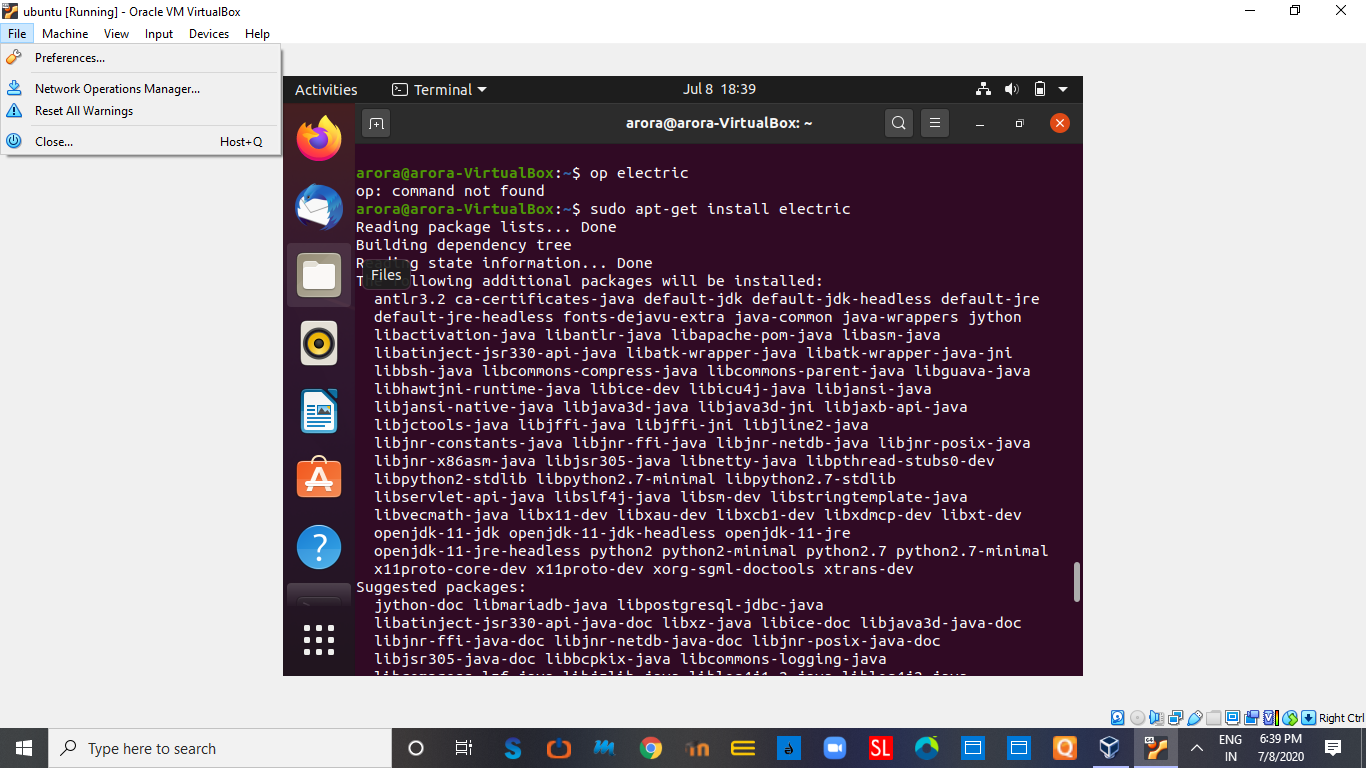 ubuntu [Running] - Oracle VM VirtualBox
File Machine View Input Devices Help
Preferences...
Network Operations Manager...
Reset All Warnings
Close... Host+Q
Activities Terminal Jul 8 18:39
arora@arora-VirtualBox: ~
arora@arora-VirtualBox:~$ op electric
op: command not found
arora@arora-VirtualBox:~$ sudo apt-get install electric
Reading package lists... Done
Building dependency tree
R ding state information... Done
Files
T following additional packages will be installed:
antlr3.2 ca-certificates-java default-jdk default-jdk-headless default-jre
default-jre-headless fonts-dejavu-extra java-common java-wrappers jython
libactivation-java libantlr-java libapache-pom-java libasm-java
libatinject-jsr330-api-java libatk-wrapper-java libatk-wrapper-java-jni
libbsh-java libcommons-compress-java libcommons-parent-java libguava-java
libhawtjni-runtime-java libice-dev libicu4j-java libjansi-java
libjansi-native-java libjava3d-java libjava3d-jni libjaxb-api-java
libjctools-java libjffi-java libjffi-jni libjline2-java
libjnr-constants-java libjnr-ffi-java libjnr-netdb-java libjnr-posix-java
libjnr-x86asm-java libjsr305-java libnetty-java libpthread-stubs0-dev
libpython2-stdlib libpython2.7-minimal libpython2.7-stdlib
libservlet-api-java libslf4j-java libsm-dev libstringtemplate-java
libvecmath-java libx11-dev libxau-dev libxcb1-dev libxdmcp-dev libxt-dev
openjdk-11-jdk openjdk-11-jdk-headless openjdk-11-jre
openjdk-11-jre-headless python2 python2-minimal python2.7 python2.7-minimal
x11proto-core-dev x11proto-dev xorg-sgml-doctools xtrans-dev
Suggested packages:
jython-doc libmariadb-java libpostgresql-jdbc-java
libatinject-jsr330-api-java-doc libxz-java libice-doc libjava3d-java-doc
libjnr-ffi-java-doc libjnr-netdb-java-doc libjnr-posix-java-doc
libjsr305-java-doc libbcpkix-java libcommons-logging-java
Right Ctrl
Type here to search
SL
ENG
IN
6:39 PM
7/8/2020